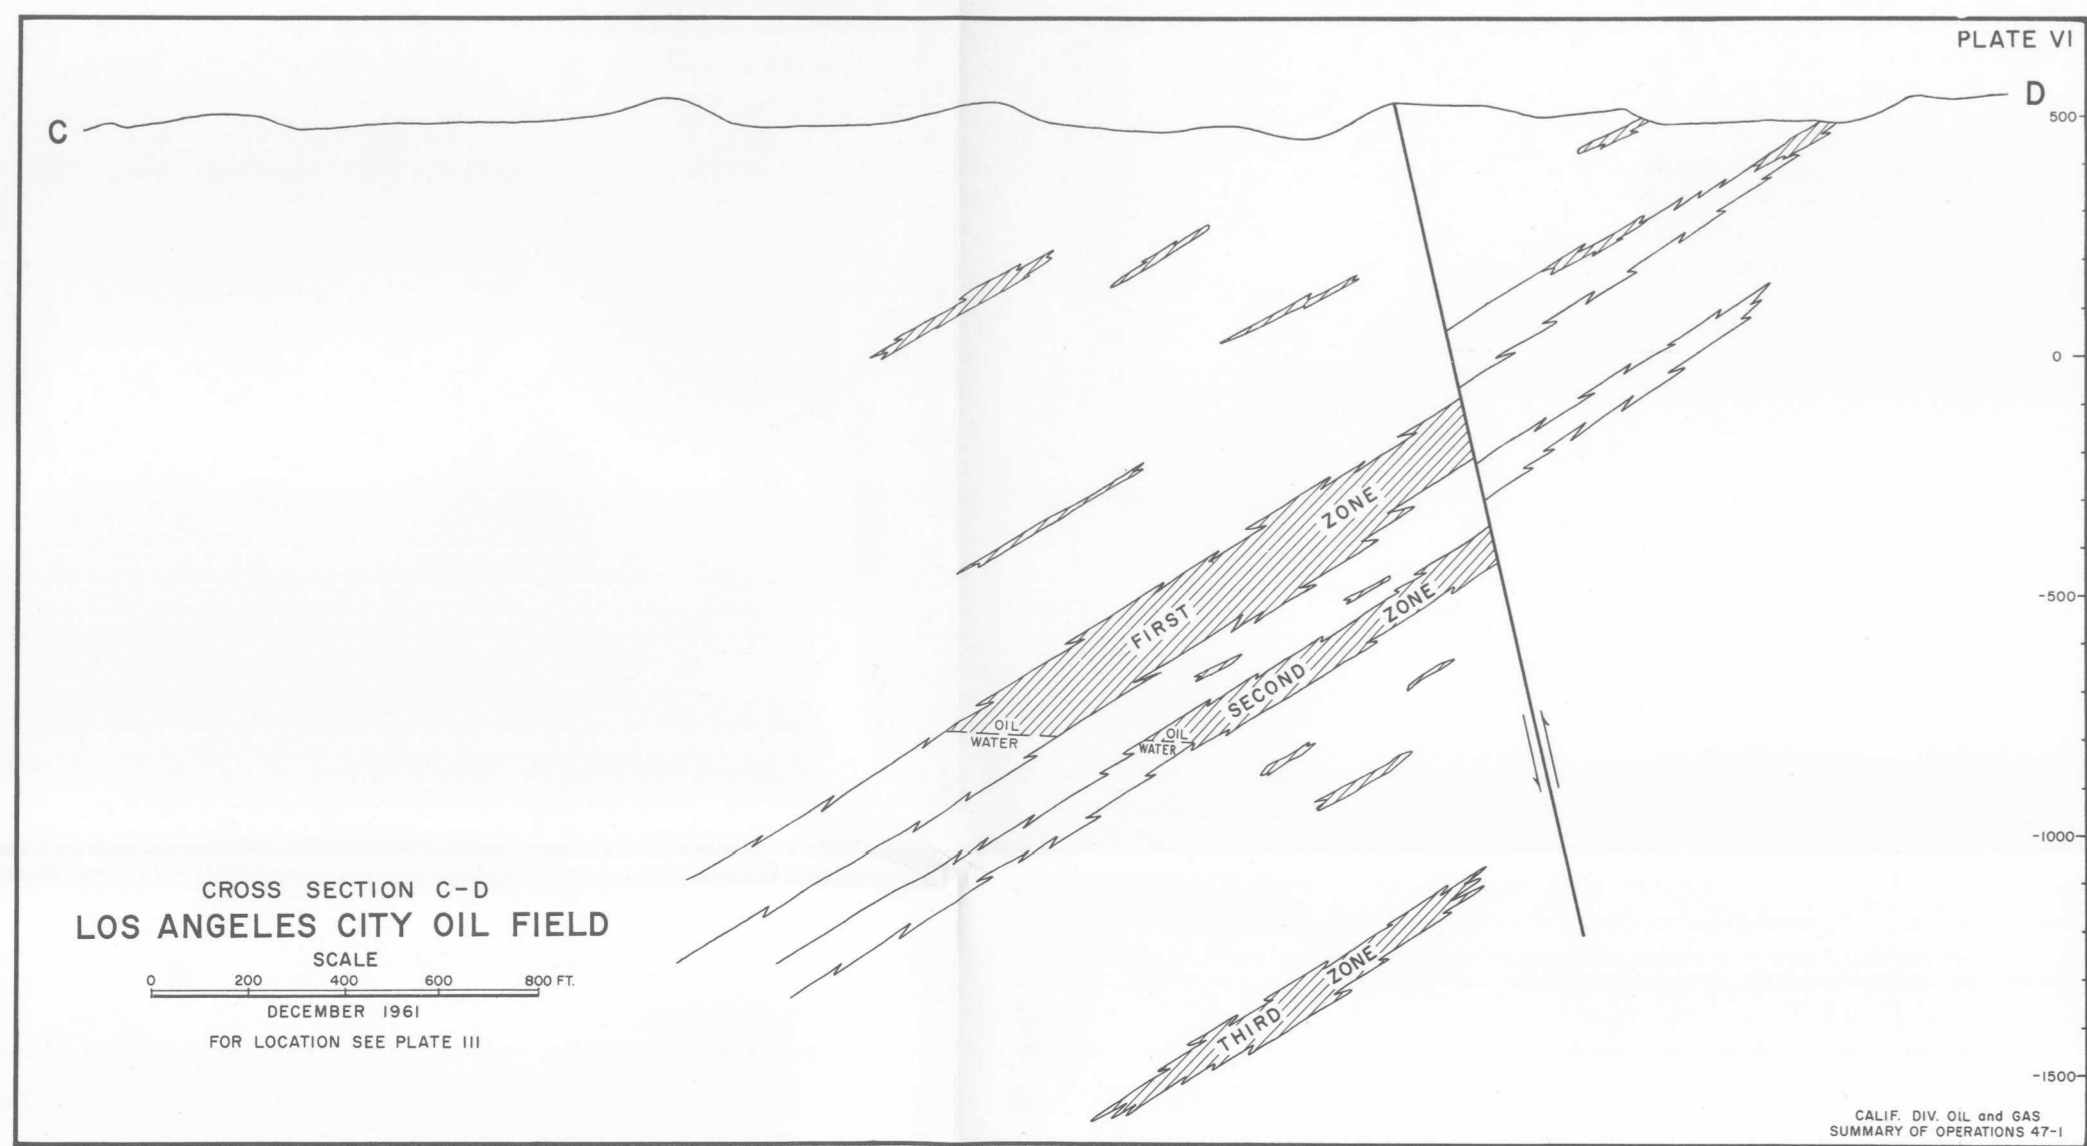 PLATE VI
C
D
500
0
-500
-1000
-1500
FIRST ZONE
OIL
WATER
SECOND ZONE
OIL
WATER
THIRD ZONE
CROSS SECTION C-D
LOS ANGELES CITY OIL FIELD
SCALE
0 200 400 600 800 FT.
DECEMBER 1961
FOR LOCATION SEE PLATE III
CALIF. DIV. OIL and GAS
SUMMARY OF OPERATIONS 47-1